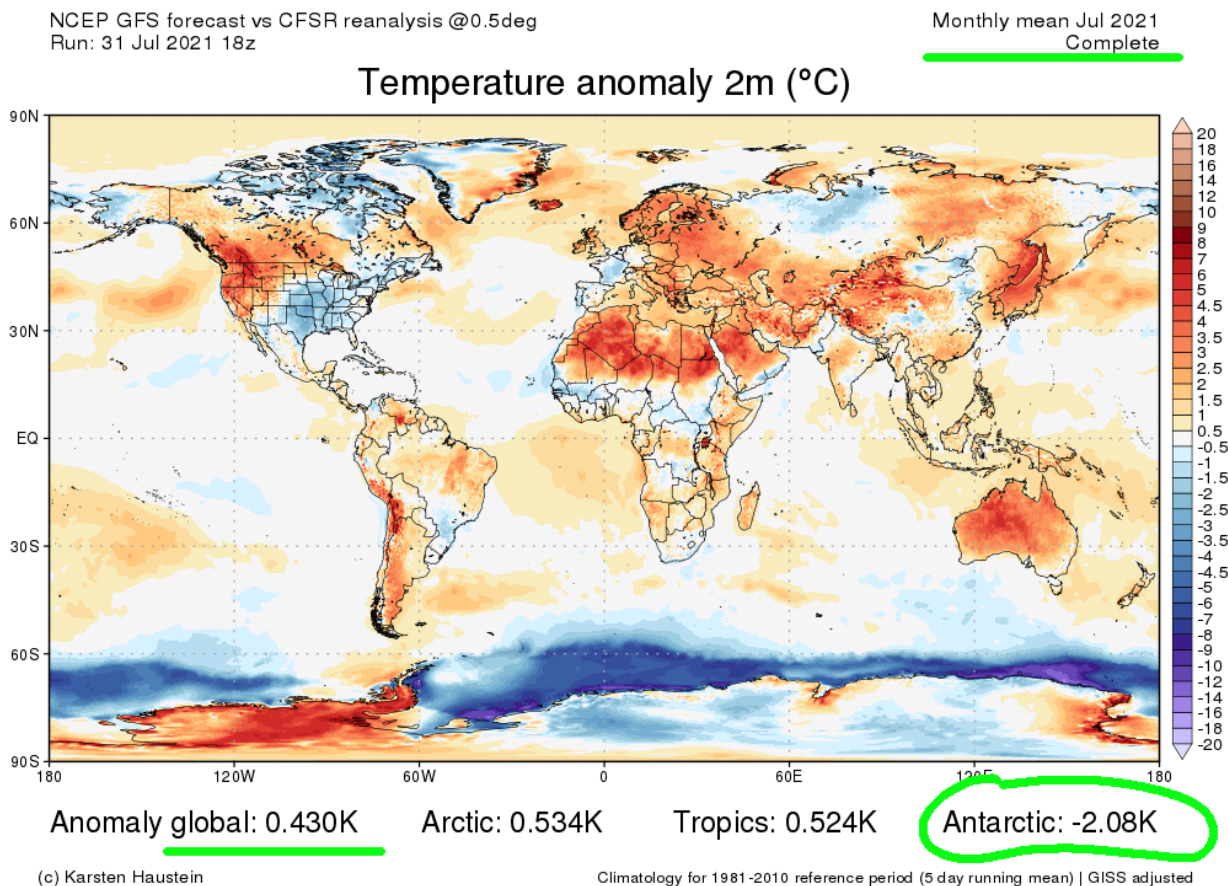 NCEP GFS forecast vs CFSR reanalysis @0.5deg
Run: 31 Jul 2021 18z
Monthly mean Jul 2021
Complete
Temperature anomaly 2m (°C)
90N
60N
30N
EQ
30S
60S
90S
180
120W
60W
0
60E
120E
180
20
18
16
14
12
10
9
8
7
6
5
4.5
4
3.5
3
2.5
2
1.5
1
0.5
-0.5
-1
-1.5
-2
-2.5
-3
-3.5
-4
-4.5
-5
-6
-7
-8
-9
-10
-12
-14
-16
-18
-20
Anomaly global: 0.430K Arctic: 0.534K Tropics: 0.524K Antarctic: -2.08K
(c) Karsten Haustein
Climatology for 1981-2010 reference period (5 day running mean) | GISS adjusted